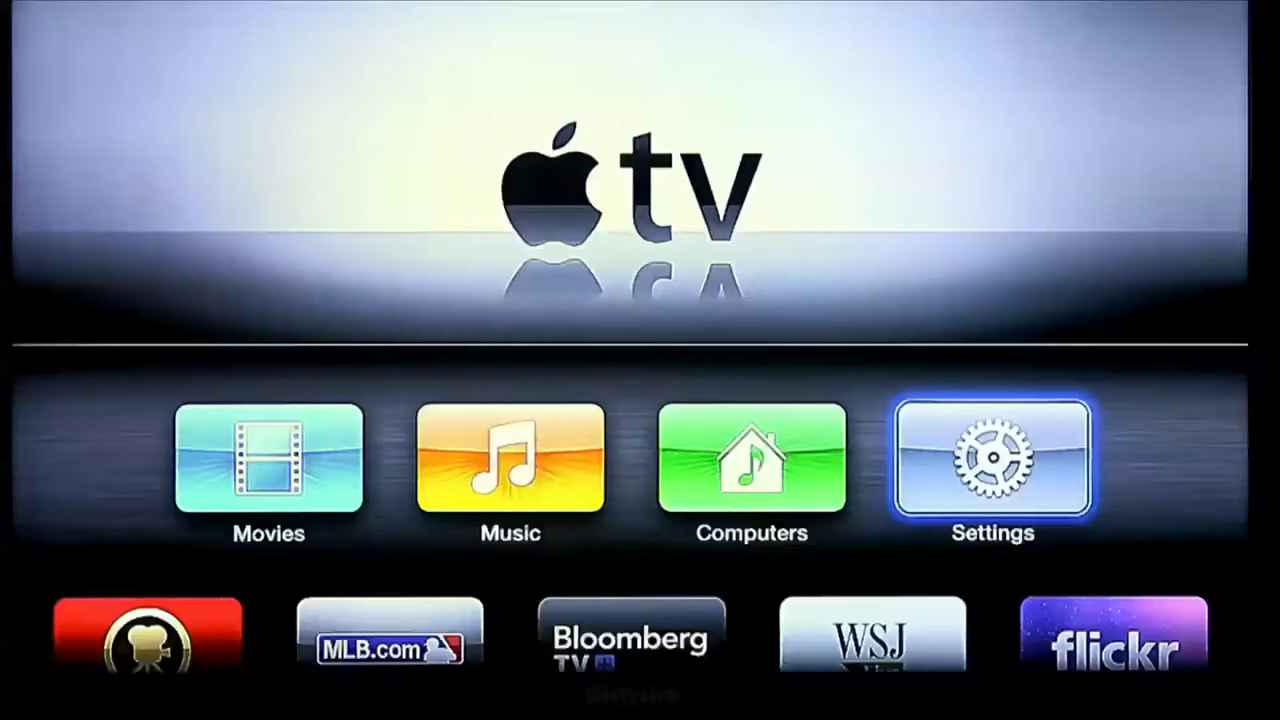 tv
Movies
Music
Computers
Settings
MLB.com
Bloomberg
TV
WSJ
flickr